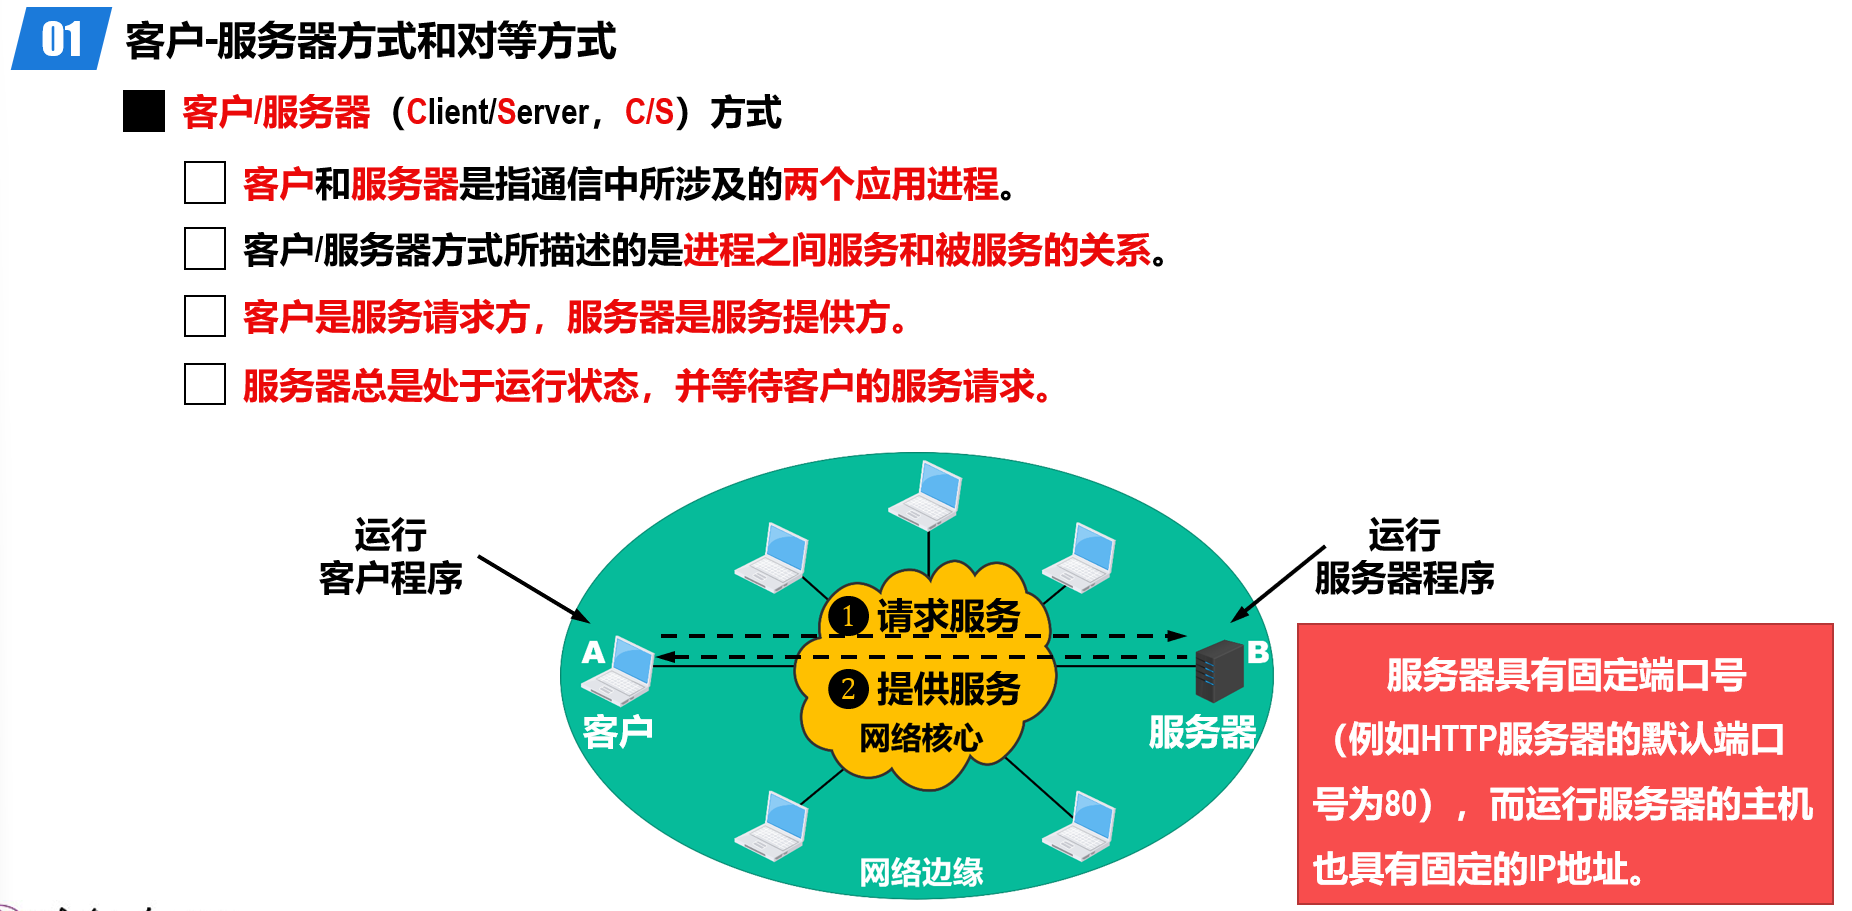 01
客户-服务器方式和对等方式
客户/服务器（Client/Server，C/S）方式
客户和服务器是指通信中所涉及的两个应用进程。
客户/服务器方式所描述的是进程之间服务和被服务的关系。
客户是服务请求方，服务器是服务提供方。
服务器总是处于运行状态，并等待客户的服务请求。
运行
客户程序
运行
服务器程序
❶ 请求服务
A
B
❷ 提供服务
客户
服务器
网络核心
网络边缘
服务器具有固定端口号
（例如HTTP服务器的默认端口
号为80），而运行服务器的主机
也具有固定的IP地址。